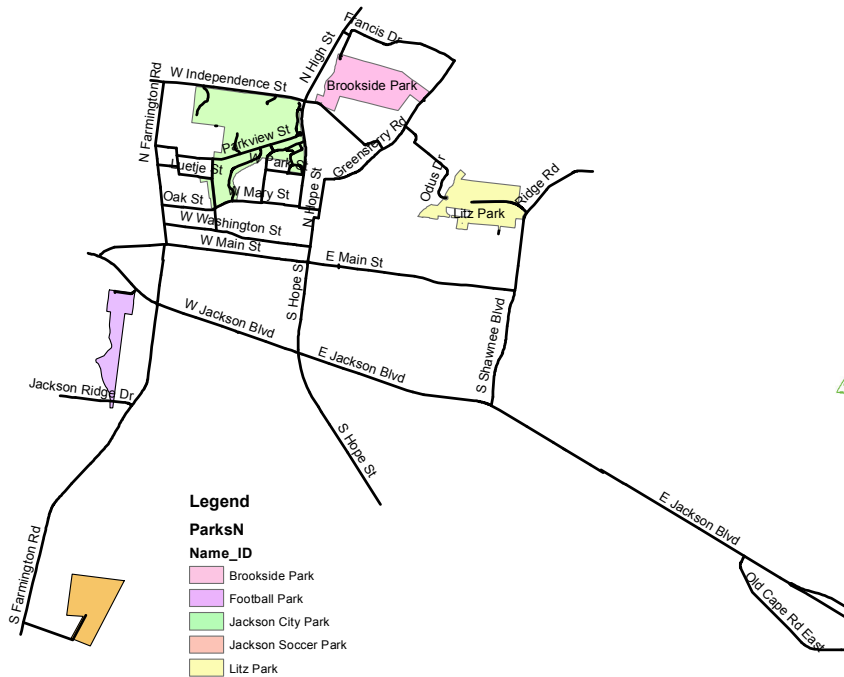 Francis Dr
N High St
N Farmington Rd
W Independence St
Brookside Park
Parkview St
Greensferry Rd
Luetje St
W Park St
Odus Dr
Ridge Rd
Oak St
W Mary St
N Hope St
Litz Park
W Washington St
W Main St
E Main St
S Hope S
W Jackson Blvd
S Shawnee Blvd
E Jackson Blvd
Jackson Ridge Dr
S Hope St
E Jackson Blvd
S Farmington Rd
Old Cape Rd East
Legend
ParksN
Name_ID
Brookside Park
Football Park
Jackson City Park
Jackson Soccer Park
Litz Park